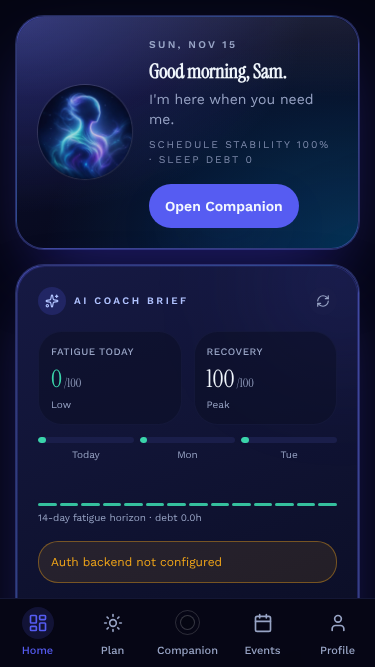 SUN, NOV 15
Good morning, Sam.
I'm here when you need
me.
SCHEDULE STABILITY 100%
· SLEEP DEBT 0
Open Companion
AI COACH BRIEF
FATIGUE TODAY
0/100
Low
RECOVERY
100/100
Peak
Today
Mon
Tue
14-day fatigue horizon · debt 0.0h
Auth backend not configured
Home
Plan
Companion
Events
Profile